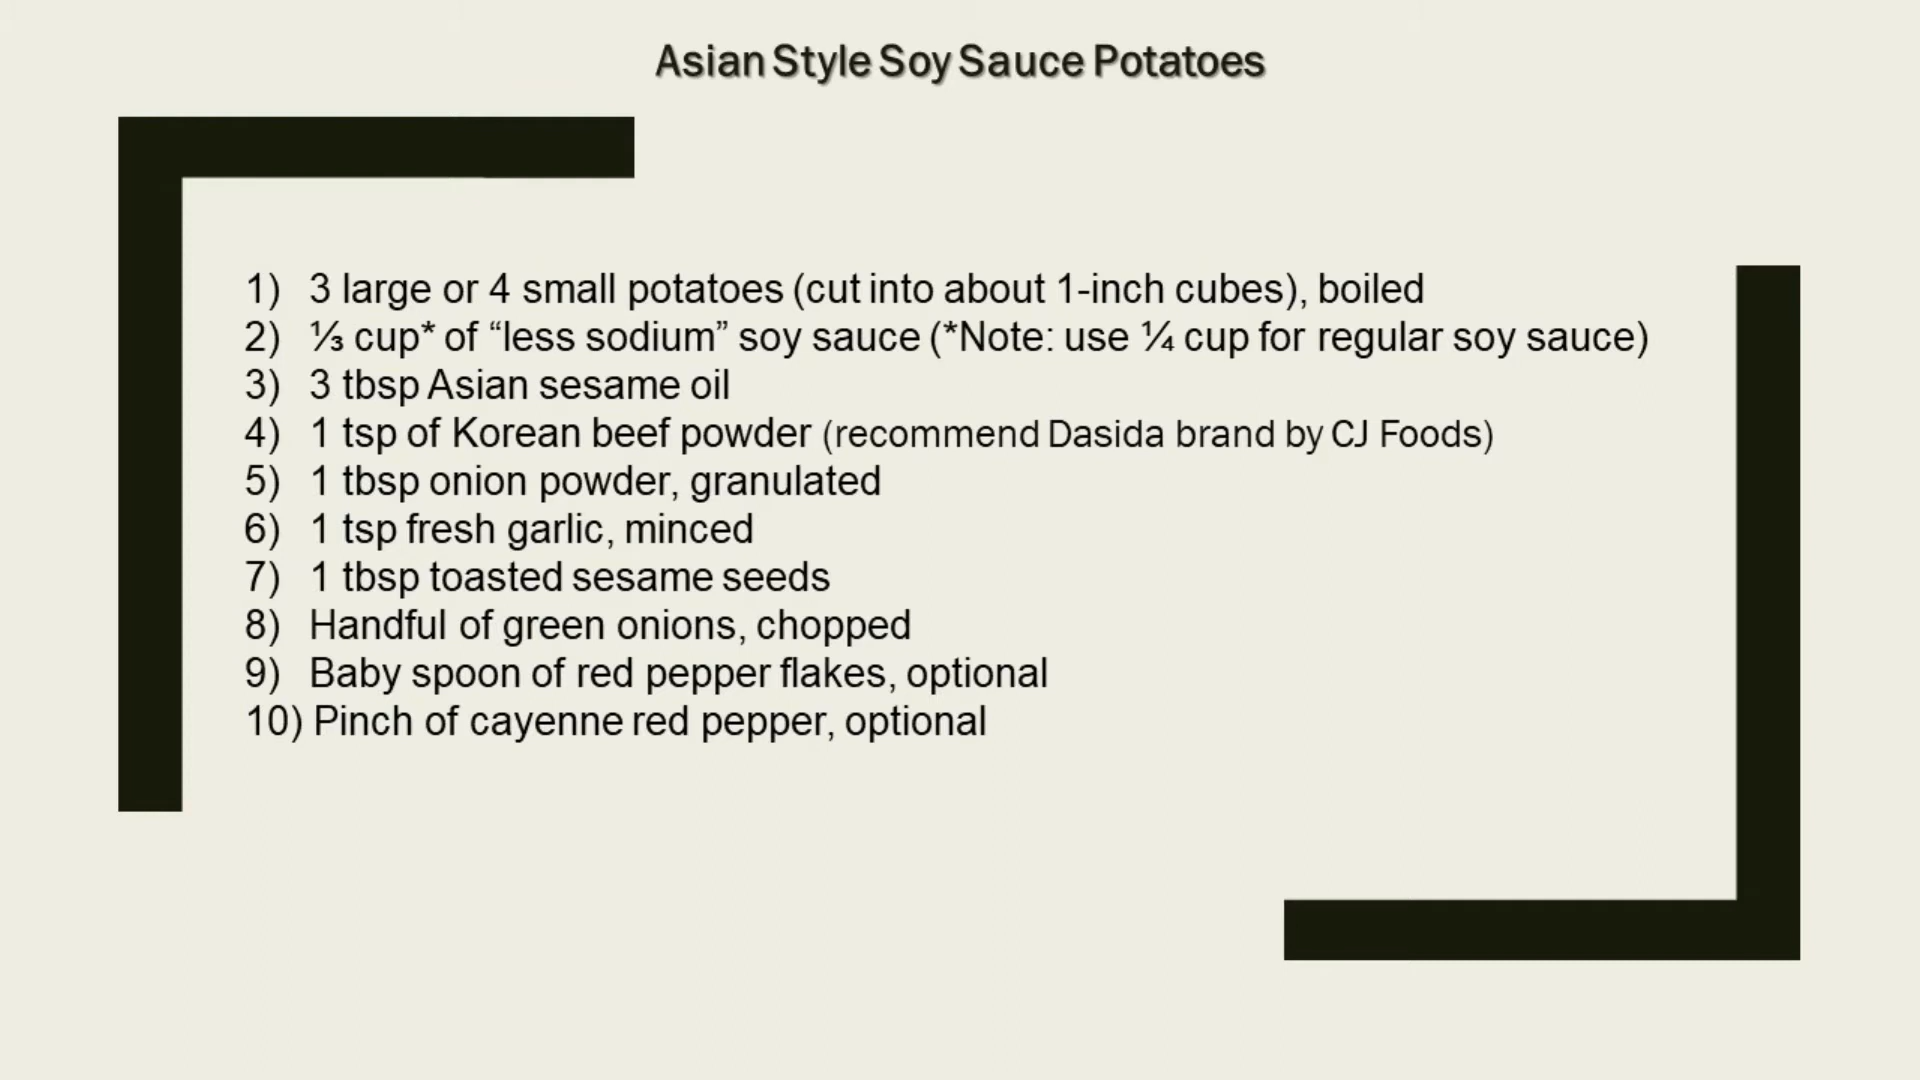 Asian Style Soy Sauce Potatoes
1) 3 large or 4 small potatoes (cut into about 1-inch cubes), boiled
2) ⅓ cup* of “less sodium” soy sauce (*Note: use ¼ cup for regular soy sauce)
3) 3 tbsp Asian sesame oil
4) 1 tsp of Korean beef powder (recommend Dasida brand by CJ Foods)
5) 1 tbsp onion powder, granulated
6) 1 tsp fresh garlic, minced
7) 1 tbsp toasted sesame seeds
8) Handful of green onions, chopped
9) Baby spoon of red pepper flakes, optional
10) Pinch of cayenne red pepper, optional